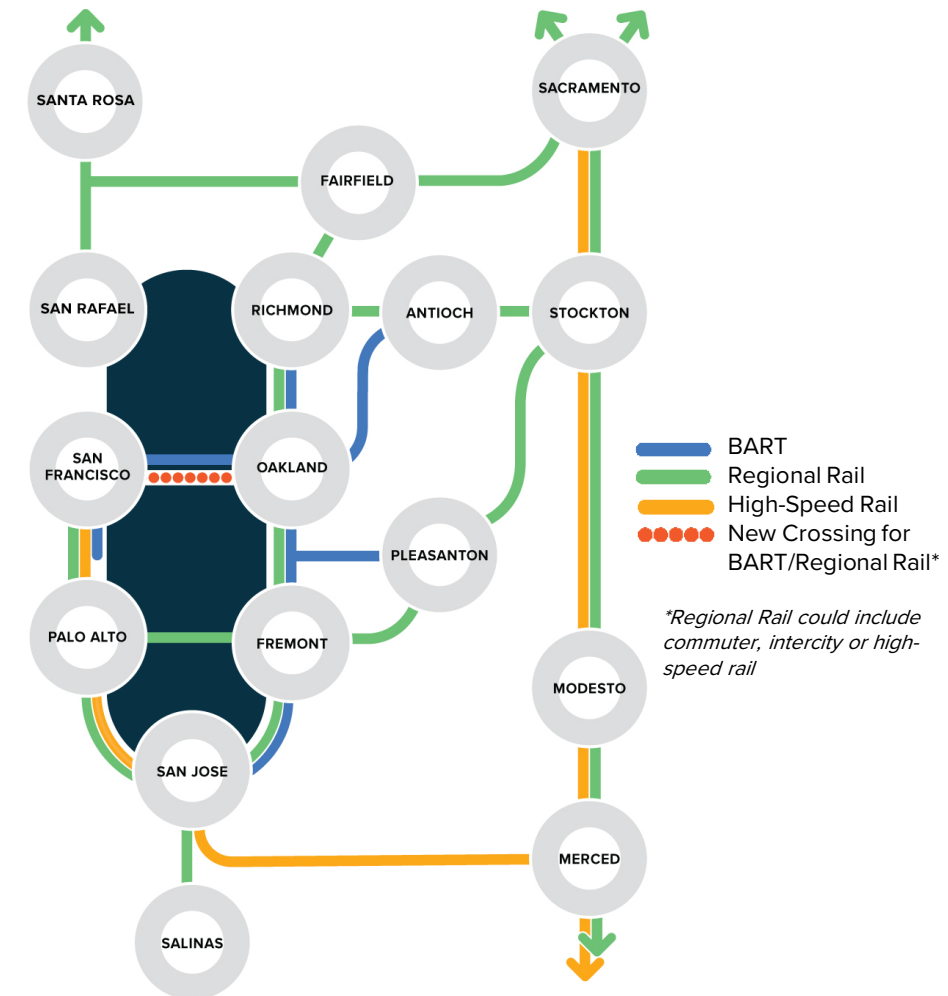 SANTA ROSA
SACRAMENTO
FAIRFIELD
SAN RAFAEL
RICHMOND
ANTIOCH
STOCKTON
SAN
FRANCISCO
OAKLAND
PLEASANTON
PALO ALTO
FREMONT
MODESTO
SAN JOSE
MERCED
SALINAS
BART
Regional Rail
High-Speed Rail
New Crossing for
BART/Regional Rail*
*Regional Rail could include
commuter, intercity or high-
speed rail